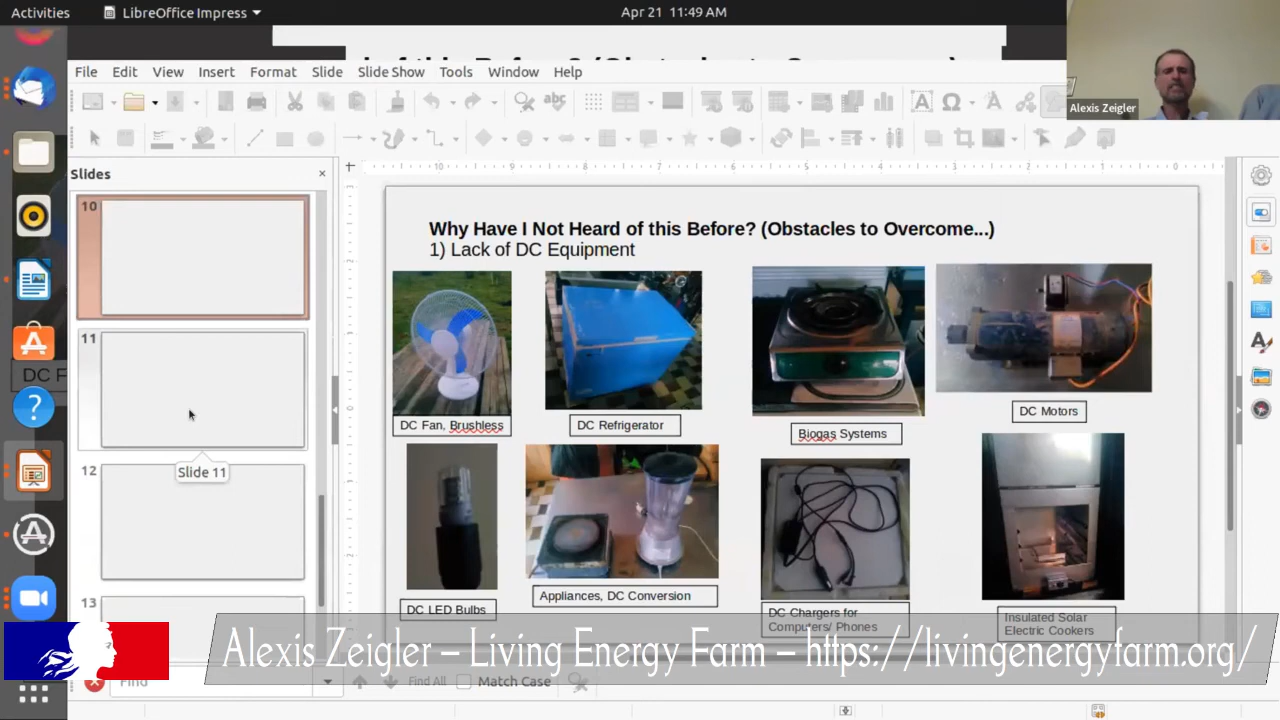 Activities
LibreOffice Impress
Apr 21 11:49 AM
Alexis Zeigler
File Edit View Insert Format Slide Slide Show Tools Window Help
Slides
10
11
Slide 11
12
13
Why Have I Not Heard of this Before? (Obstacles to Overcome...)
1) Lack of DC Equipment
DC Fan, Brushless
DC Refrigerator
Biogas Systems
DC Motors
DC LED Bulbs
Appliances, DC Conversion
DC Chargers for
Computers/ Phones
Insulated Solar
Electric Cookers
DC F
Alexis Zeigler – Living Energy Farm – https://livingenergyfarm.org/
Find
Find All
Match Case